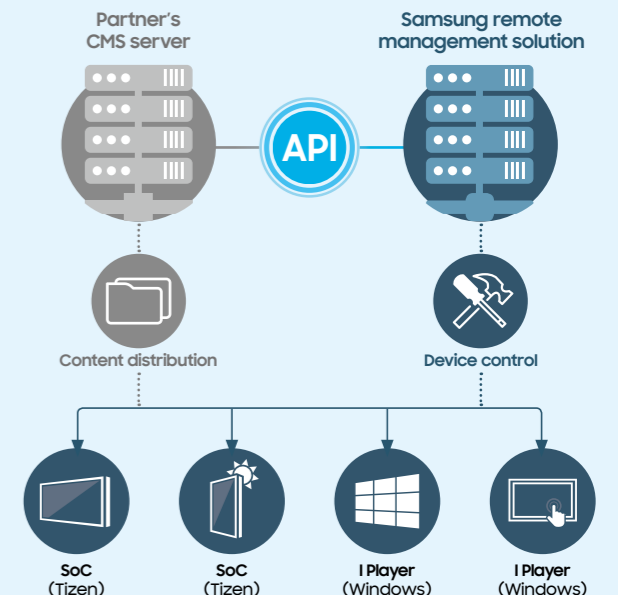 Partner's
CMS server
Samsung remote
management solution
API
Content distribution
Device control
SoC
(Tizen)
SoC
(Tizen)
I Player
(Windows)
I Player
(Windows)